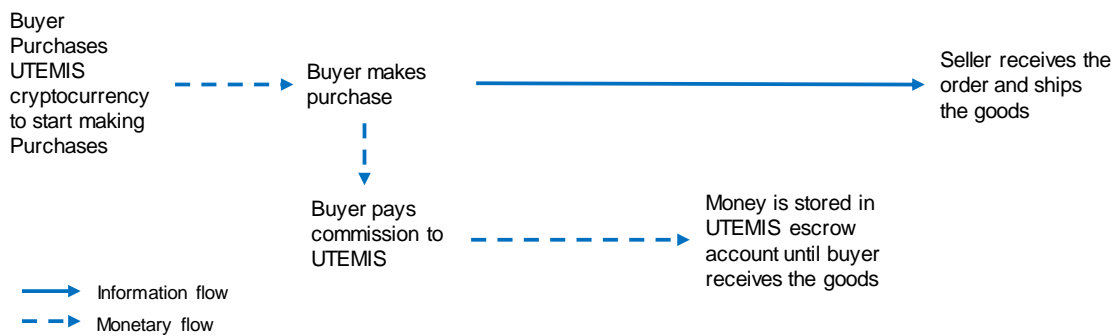 Buyer
Purchases
UTEMIS
cryptocurrency
to start making
Purchases
Buyer makes
purchase
Seller receives the
order and ships
the goods
Buyer pays
commission to
UTEMIS
Money is stored in
UTEMIS escrow
account until buyer
receives the goods
Information flow
Monetary flow